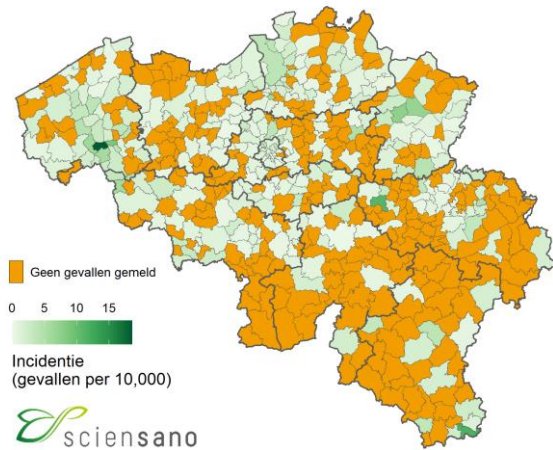 Geen gevallen gemeld
0 5 10 15
Incidentie
(gevallen per 10,000)
sciensano